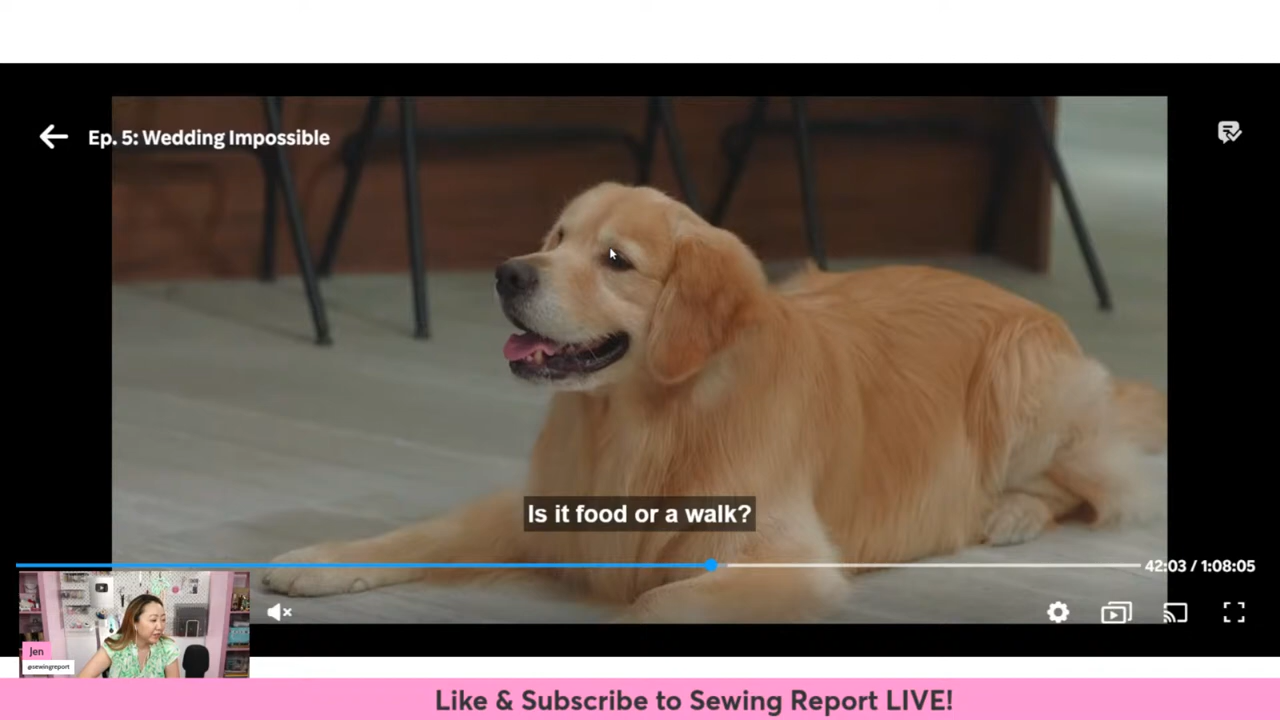 Ep. 5: Wedding Impossible
Is it food or a walk?
42:03 / 1:08:05
Jen
@sewingreport
Like & Subscribe to Sewing Report LIVE!